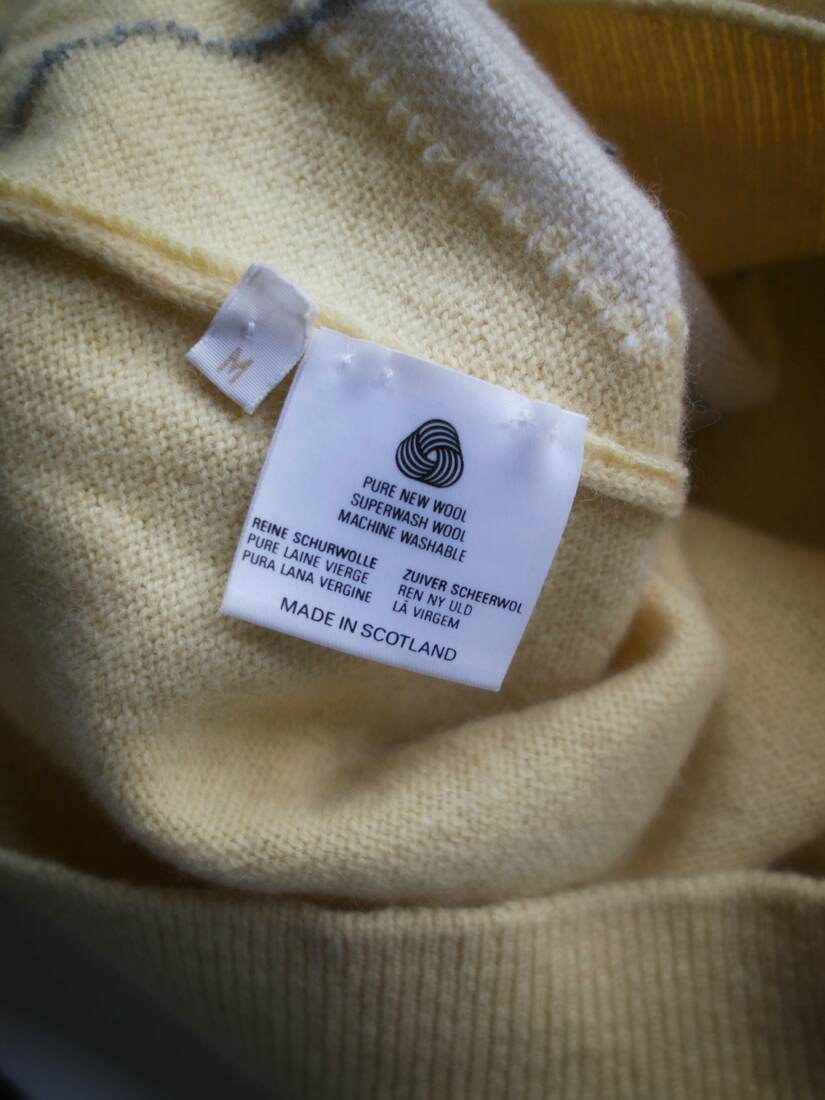 M
PURE NEW WOOL
SUPERWASH WOOL
MACHINE WASHABLE
REINE SCHURWOLLE
PURE LAINE VIERGE
PURA LANA VERGINE
ZUIVER SCHEERWOL
REN NY ULD
LÃ VIRGEM
MADE IN SCOTLAND